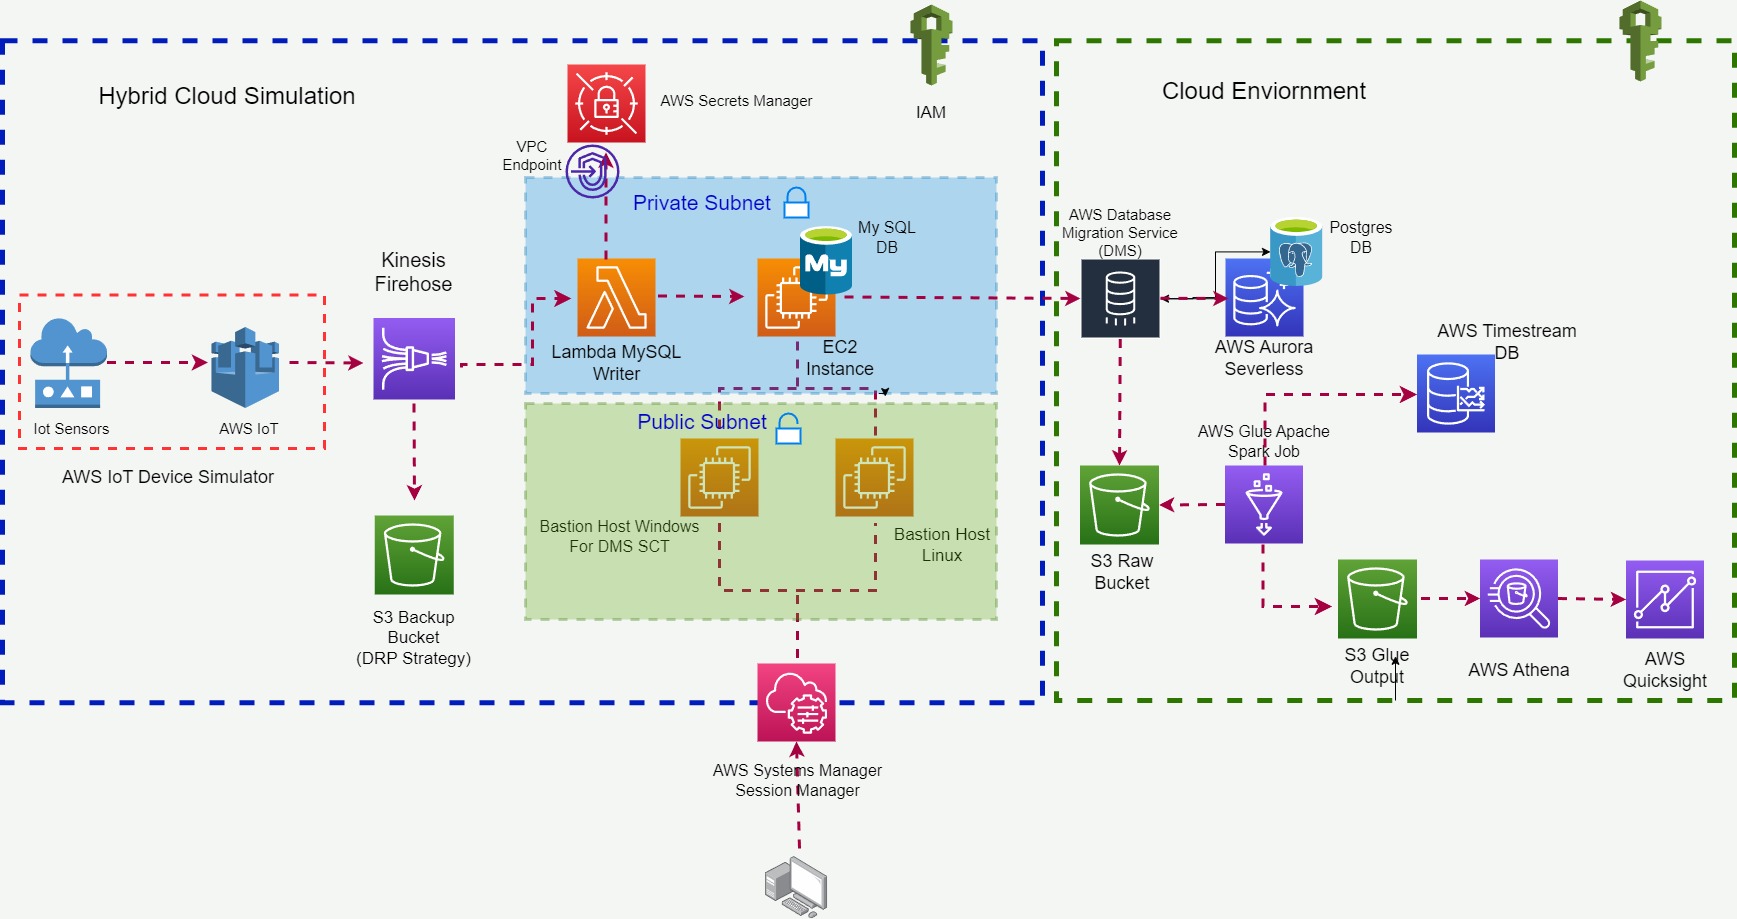 Hybrid Cloud Simulation
AWS Secrets Manager
IAM
VPC
Endpoint
Private Subnet
My SQL
DB
My
Kinesis
Firehose
Lambda MySQL
Writer
EC2
Instance
Iot Sensors
AWS IoT
AWS IoT Device Simulator
Public Subnet
Bastion Host Windows
For DMS SCT
Bastion Host
Linux
S3 Backup
Bucket
(DRP Strategy)
AWS Systems Manager
Session Manager
Cloud Enviornment
AWS Database
Migration Service
(DMS)
Postgres
DB
AWS Aurora
Severless
AWS Timestream
DB
AWS Glue Apache
Spark Job
S3 Raw
Bucket
S3 Glue
Output
AWS Athena
AWS
Quicksight